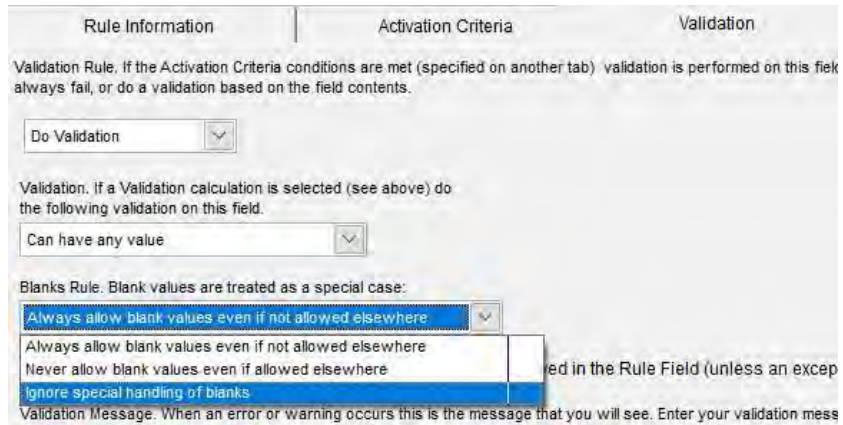 Rule Information
Activation Criteria
Validation
Validation Rule. If the Activation Criteria conditions are met (specified on another tab) validation is performed on this
always fail, or do a validation based on the field contents.
Do Validation
Validation. If a Validation calculation is selected (see above) do
the following validation on this field.
Can have any value
Blanks Rule. Blank values are treated as a special case:
Always allow blank values even if not allowed elsewhere
Always allow blank values even if not allowed elsewhere
Never allow blank values even if allowed elsewhere
in the Rule Field (unless an
Ignore special handling of blanks
Validation Message. When an error or warning occurs this is the message that you will see. Enter your validation